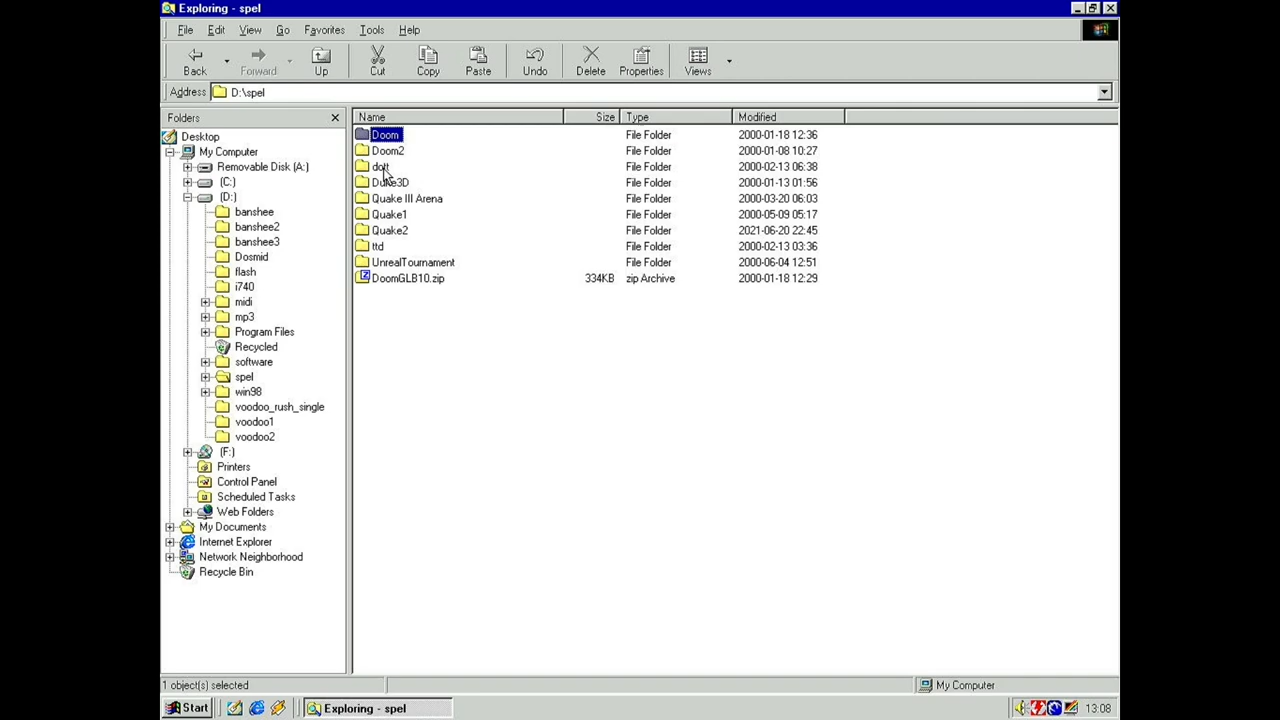 Exploring - spel
File Edit View Go Favorites Tools Help
Back Forward Up Cut Copy Paste Undo Delete Properties Views
Address D:\spel
Folders
Desktop
My Computer
Removable Disk (A:)
(C:)
(D:)
banshee
banshee2
banshee3
Dosmid
flash
i740
midi
mp3
Program Files
Recycled
software
spel
win98
voodoo_rush_single
voodoo1
voodoo2
(F:)
Printers
Control Panel
Scheduled Tasks
Web Folders
My Documents
Internet Explorer
Network Neighborhood
Recycle Bin
Name Size Type Modified
Doom File Folder 2000-01-18 12:36
Doom2 File Folder 2000-01-08 10:27
dott File Folder 2000-02-13 06:38
Duke3D File Folder 2000-01-13 01:56
Quake III Arena File Folder 2000-03-20 06:03
Quake1 File Folder 2000-05-09 05:17
Quake2 File Folder 2021-06-20 22:45
ttd File Folder 2000-02-13 03:36
UnrealTournament File Folder 2000-06-04 12:51
DoomGLB10.zip 334KB zip Archive 2000-01-18 12:29
1 object(s) selected My Computer
Start Exploring - spel 13:08